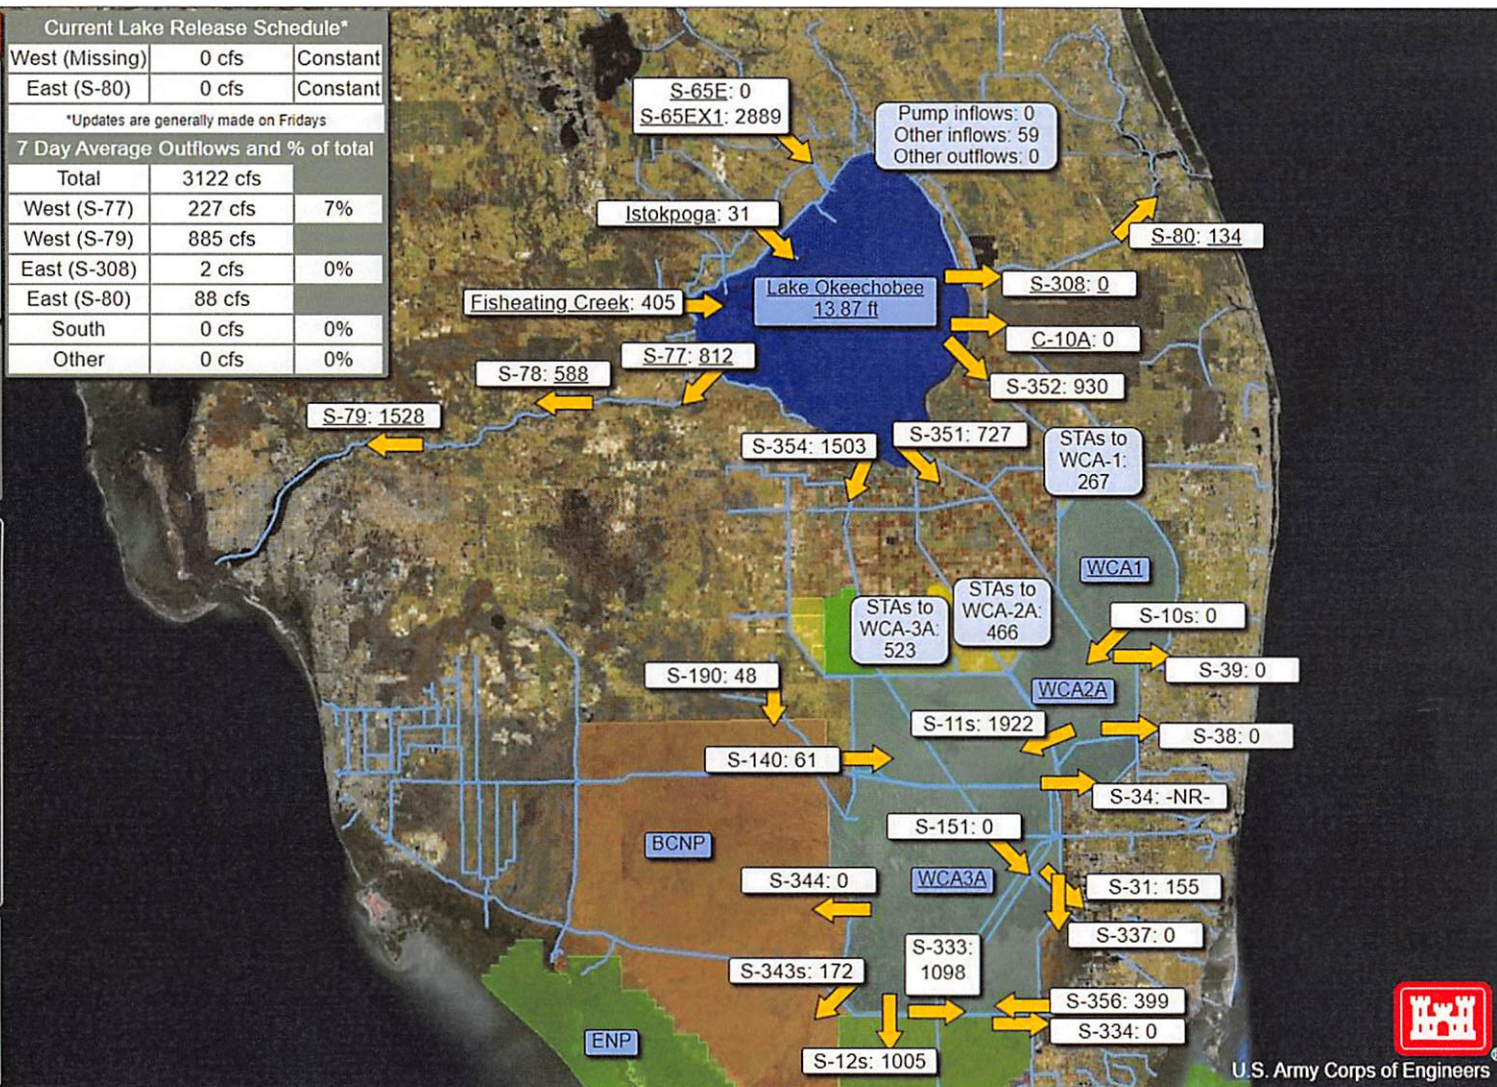 Current Lake Release Schedule*
West (Missing) 0 cfs Constant
East (S-80) 0 cfs Constant
*Updates are generally made on Fridays
7 Day Average Outflows and % of total
Total 3122 cfs
West (S-77) 227 cfs 7%
West (S-79) 885 cfs
East (S-308) 2 cfs 0%
East (S-80) 88 cfs
South 0 cfs 0%
Other 0 cfs 0%
S-65E: 0
S-65EX1: 2889
Pump inflows: 0
Other inflows: 59
Other outflows: 0
Istokpoga: 31
S-80: 134
Lake Okeechobee
13.87 ft
S-308: 0
Fisheating Creek: 405
C-10A: 0
S-77: 812
S-78: 588
S-352: 930
S-79: 1528
S-354: 1503
S-351: 727
STAs to
WCA-1:
267
WCA1
STAs to
WCA-2A:
466
STAs to
WCA-3A:
523
S-10s: 0
S-39: 0
S-190: 48
WCA2A
S-11s: 1922
S-38: 0
S-140: 61
S-34: -NR-
S-151: 0
BCNP
S-344: 0
WCA3A
S-31: 155
S-337: 0
S-333:
1098
S-343s: 172
S-356: 399
S-334: 0
ENP
S-12s: 1005
U.S. Army Corps of Engineers
®